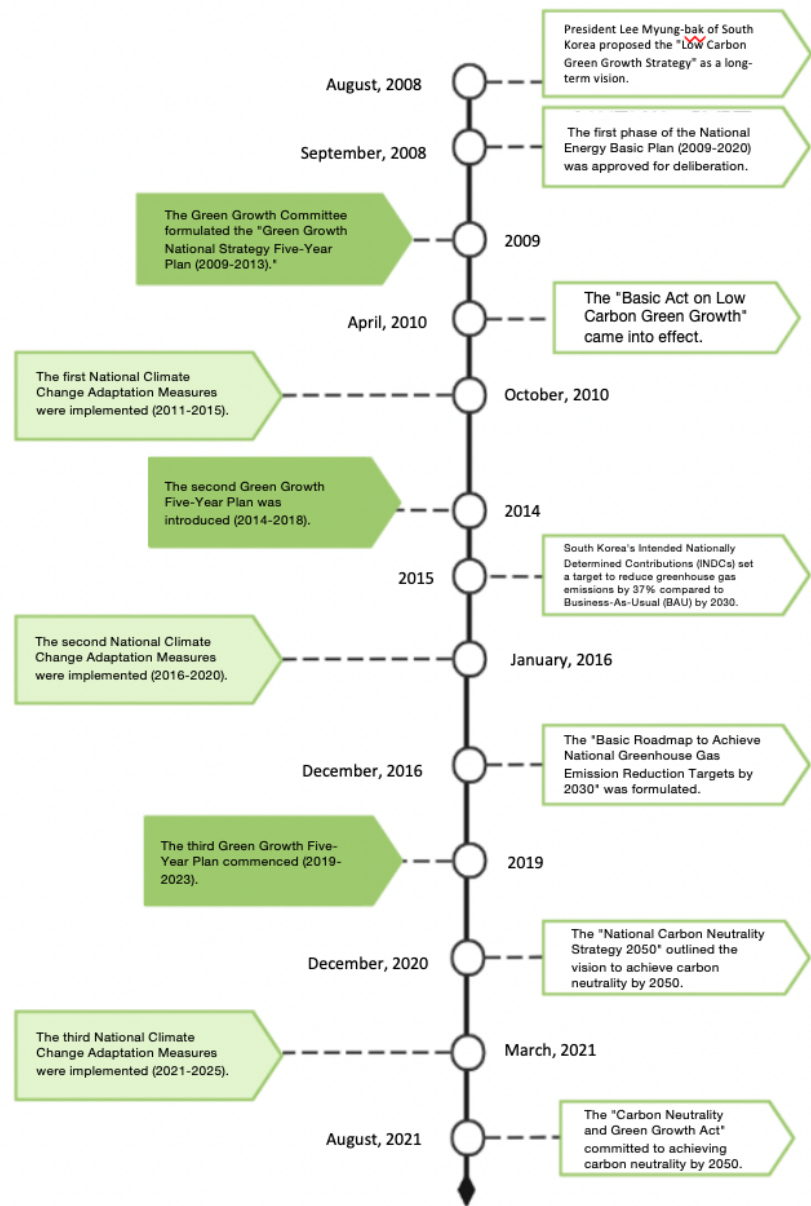 President Lee Myung-bak of South
Korea proposed the "Low Carbon
Green Growth Strategy" as a long-
term vision.
August, 2008
The first phase of the National
Energy Basic Plan (2009-2020)
was approved for deliberation.
September, 2008
The Green Growth Committee
formulated the "Green Growth
National Strategy Five-Year
Plan (2009-2013)."
2009
The "Basic Act on Low
Carbon Green Growth"
came into effect.
April, 2010
The first National Climate
Change Adaptation Measures
were implemented (2011-2015).
October, 2010
The second Green Growth
Five-Year Plan was
introduced (2014-2018).
2014
South Korea's Intended Nationally
Determined Contributions (INDCs) set
a target to reduce greenhouse gas
emissions by 37% compared to
Business-As-Usual (BAU) by 2030.
2015
The second National Climate
Change Adaptation Measures
were implemented (2016-2020).
January, 2016
The "Basic Roadmap to Achieve
National Greenhouse Gas
Emission Reduction Targets by
2030" was formulated.
December, 2016
The third Green Growth Five-
Year Plan commenced (2019-
2023).
2019
The "National Carbon Neutrality
Strategy 2050" outlined the
vision to achieve carbon
neutrality by 2050.
December, 2020
The third National Climate
Change Adaptation Measures
were implemented (2021-2025).
March, 2021
The "Carbon Neutrality
and Green Growth Act"
committed to achieving
carbon neutrality by 2050.
August, 2021